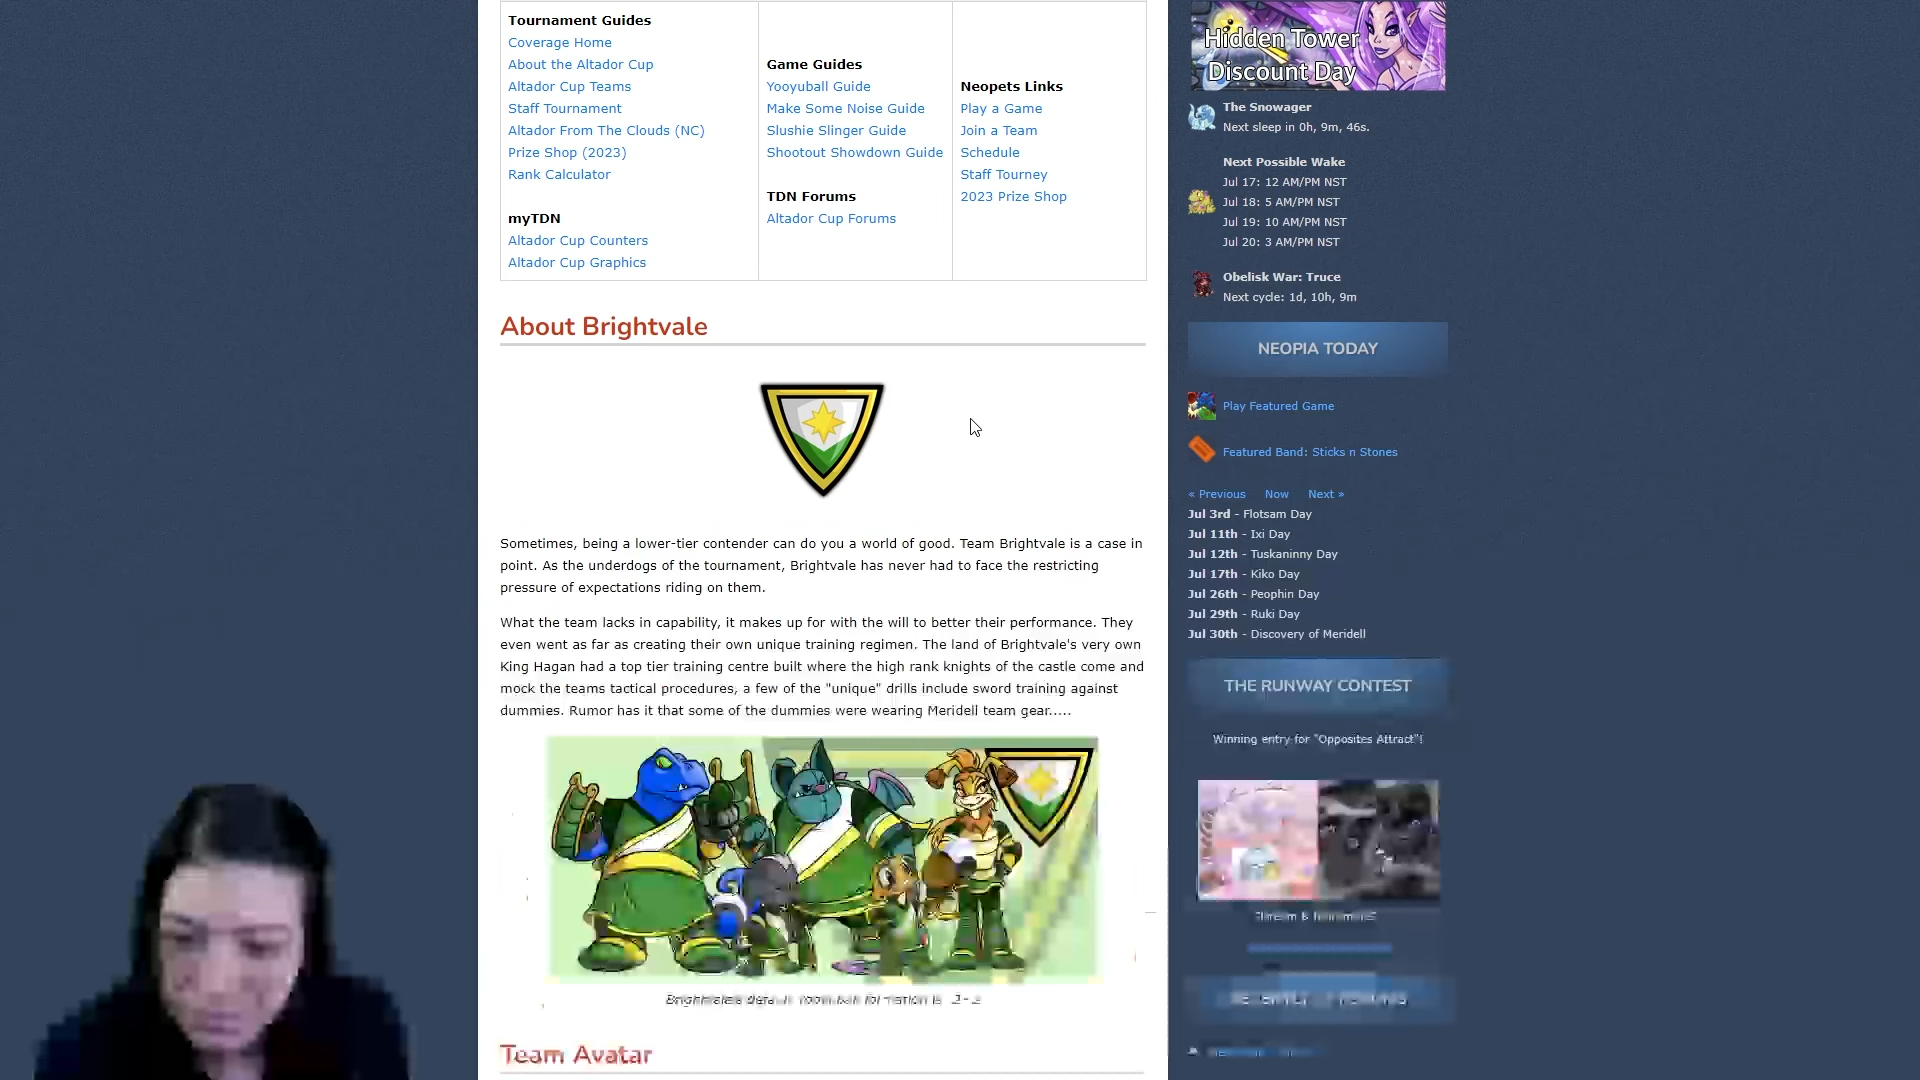 Tournament Guides
Coverage Home
About the Altador Cup
Altador Cup Teams
Staff Tournament
Altador From The Clouds (NC)
Prize Shop (2023)
Rank Calculator
myTDN
Altador Cup Counters
Altador Cup Graphics
Game Guides
Yooyuball Guide
Make Some Noise Guide
Slushie Slinger Guide
Shootout Showdown Guide
TDN Forums
Altador Cup Forums
Neopets Links
Play a Game
Join a Team
Schedule
Staff Tourney
2023 Prize Shop
About Brightvale
Sometimes, being a lower-tier contender can do you a world of good. Team Brightvale is a case in
point. As the underdogs of the tournament, Brightvale has never had to face the restricting
pressure of expectations riding on them.
What the team lacks in capability, it makes up for with the will to better their performance. They
even went as far as creating their own unique training regimen. The land of Brightvale's very own
King Hagan had a top tier training centre built where the high rank knights of the castle come and
mock the teams tactical procedures, a few of the "unique" drills include sword training against
dummies. Rumor has it that some of the dummies were wearing Meridell team gear.....
Team Avatar
Hidden Tower
Discount Day
The Snowager
Next sleep in 0h, 9m, 46s.
Next Possible Wake
Jul 17: 12 AM/PM NST
Jul 18: 5 AM/PM NST
Jul 19: 10 AM/PM NST
Jul 20: 3 AM/PM NST
Obelisk War: Truce
Next cycle: 1d, 10h, 9m
NEOPIA TODAY
Play Featured Game
Featured Band: Sticks n Stones
« Previous Now Next »
Jul 3rd - Flotsam Day
Jul 11th - Ixi Day
Jul 12th - Tuskaninny Day
Jul 17th - Kiko Day
Jul 26th - Peophin Day
Jul 29th - Ruki Day
Jul 30th - Discovery of Meridell
THE RUNWAY CONTEST
Winning entry for "Opposites Attract"!